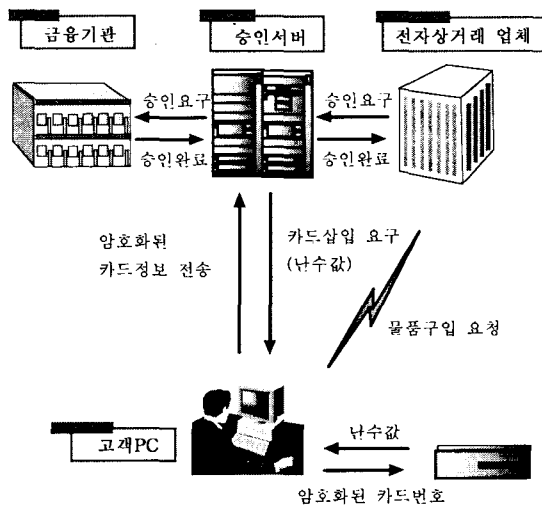 금융기관
승인서버
전자상거래 업체
승인요구
승인요구
승인완료
승인완료
암호화된
카드정보 전송
카드삽입 요구
(난수값)
물품구입 요청
고객PC
난수값
암호화된 카드번호